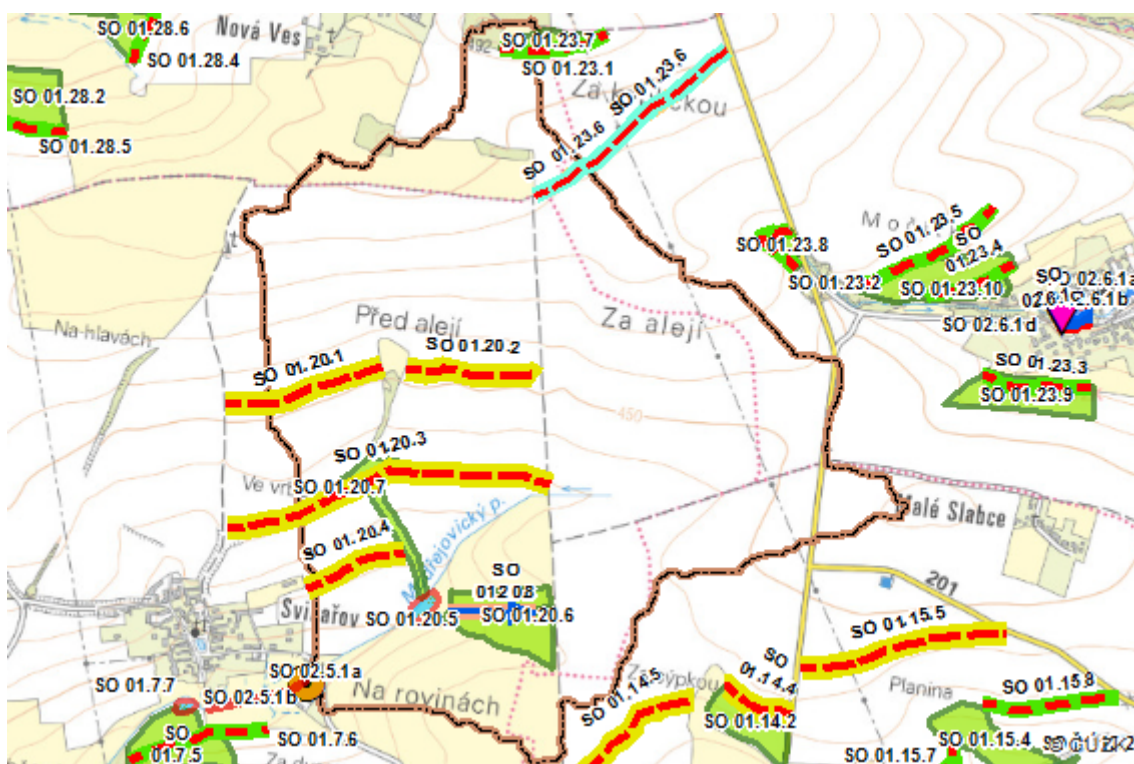 SO 01.28.6
Nová Ves
SO 01.28.4
492
SO 01.23.7
SO 01.23.1
SO 01.28.2
SO 01.28.5
SO 01.23.6
SO 01.23.6
SO 01.23.8
SO 01.23.5
SO
01.23.4
SO 01.23.2
SO 01.23.10
SO 02.6.1d
SO 01.23.3
SO 01.23.9
Na hlavách
Před alejí
Za alejí
SO 01.20.1
SO 01.20.2
450
SO 01.20.3
SO 01.20.7
SO 01.20.4
SO
01.20.8
SO 01.20.6
SO 01.20.5
Svinařov
Malé Slabce
201
SO 02.5.1a
SO 02.5.1b
SO 01.7.7
SO
01.7.5
SO 01.7.6
Na rovinách
SO 01.14.5
SO
01.14.4
SO 01.14.2
SO 01.15.5
Planina
SO 01.15.8
SO 01.15.4
SO 01.15.7
©ČÚZK